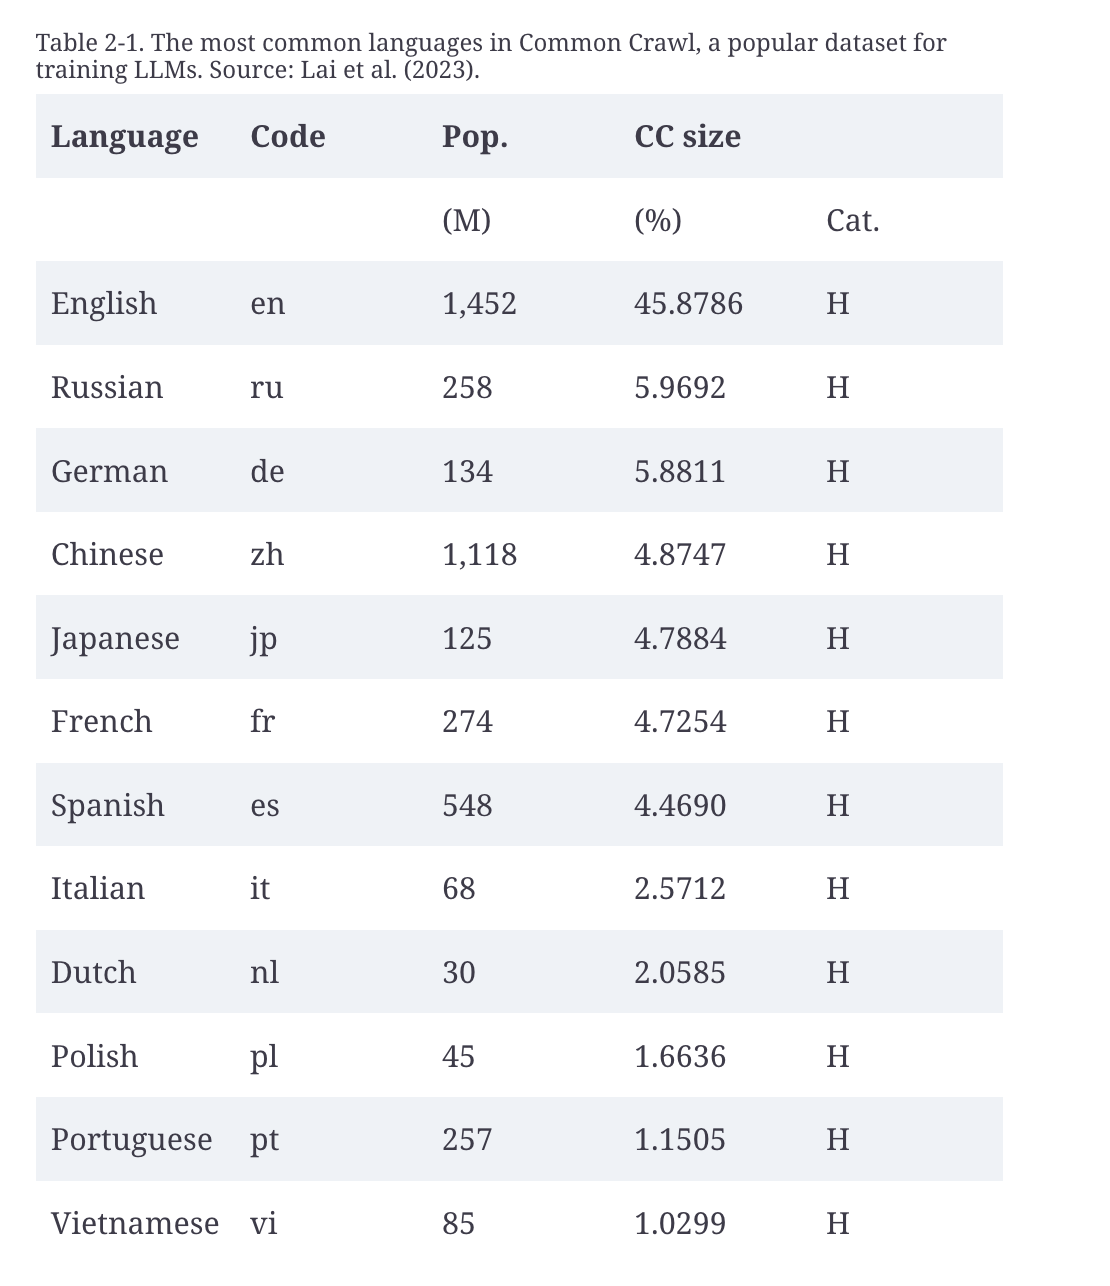 Table 2-1. The most common languages in Common Crawl, a popular dataset for
training LLMs. Source: Lai et al. (2023).
Language Code Pop. CC size
(M) (%) Cat.
English en 1,452 45.8786 H
Russian ru 258 5.9692 H
German de 134 5.8811 H
Chinese zh 1,118 4.8747 H
Japanese jp 125 4.7884 H
French fr 274 4.7254 H
Spanish es 548 4.4690 H
Italian it 68 2.5712 H
Dutch nl 30 2.0585 H
Polish pl 45 1.6636 H
Portuguese pt 257 1.1505 H
Vietnamese vi 85 1.0299 H